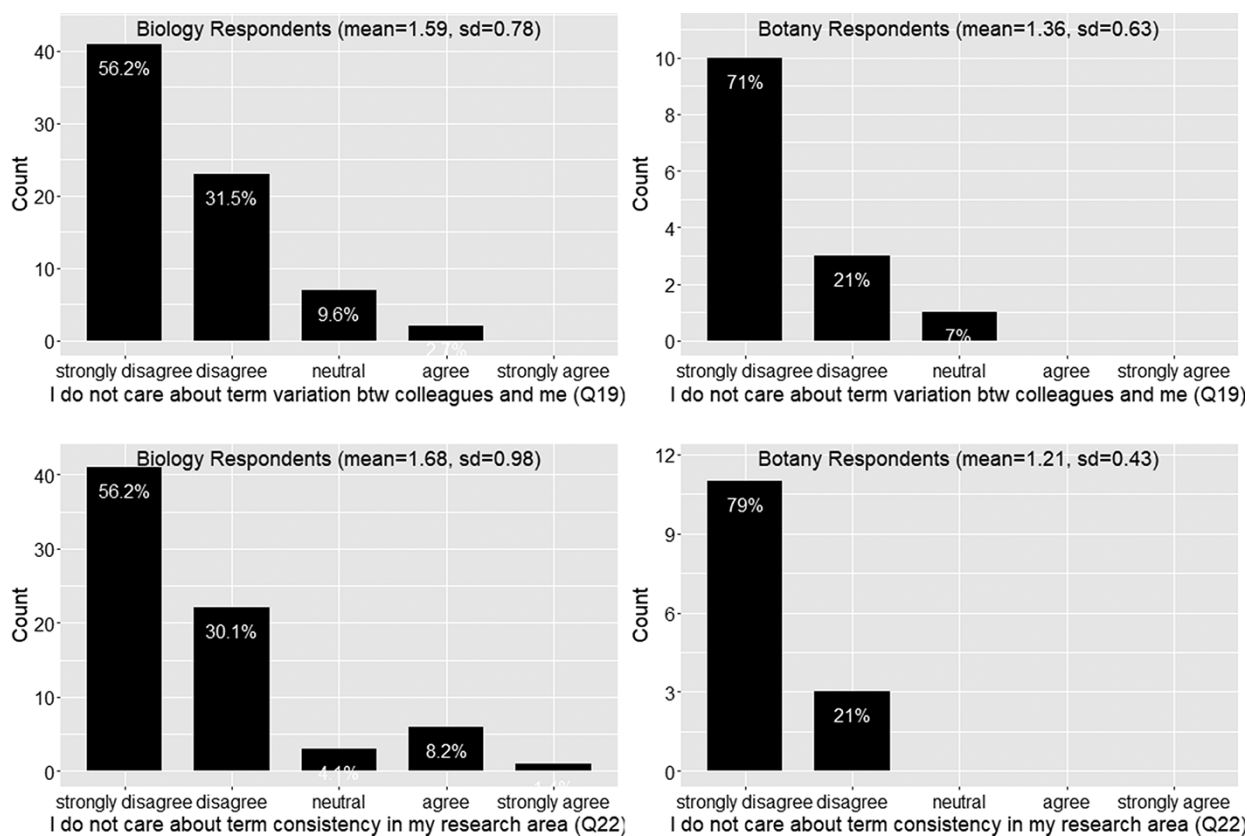 Biology Respondents (mean=1.59, sd=0.78)
Count
40
30
20
10
0
56.2%
31.5%
9.6%
2.7%
strongly disagree disagree neutral agree strongly agree
I do not care about term variation btw colleagues and me (Q19)
Botany Respondents (mean=1.36, sd=0.63)
Count
10
8
6
4
2
0
71%
21%
7%
strongly disagree disagree neutral agree strongly agree
I do not care about term variation btw colleagues and me (Q19)
Biology Respondents (mean=1.68, sd=0.98)
Count
40
30
20
10
0
56.2%
30.1%
4.1%
8.2%
strongly disagree disagree neutral agree strongly agree
I do not care about term consistency in my research area (Q22)
Botany Respondents (mean=1.21, sd=0.43)
Count
12
9
6
3
0
79%
21%
strongly disagree disagree neutral agree strongly agree
I do not care about term consistency in my research area (Q22)